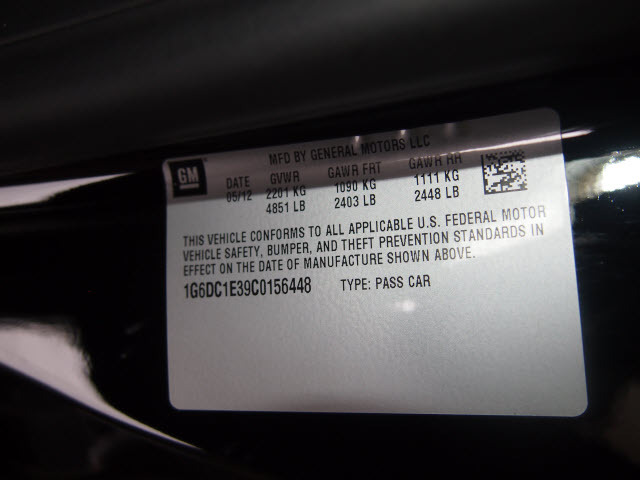 MFD BY GENERAL MOTORS LLC
GM DATE GVWR GAWR FRT GAWR RR
05/12 2201 KG 1090 KG 1111 KG
4851 LB 2403 LB 2448 LB
THIS VEHICLE CONFORMS TO ALL APPLICABLE U.S. FEDERAL MOTOR
VEHICLE SAFETY, BUMPER, AND THEFT PREVENTION STANDARDS IN
EFFECT ON THE DATE OF MANUFACTURE SHOWN ABOVE.
1G6DC1E39C0156448 TYPE: PASS CAR